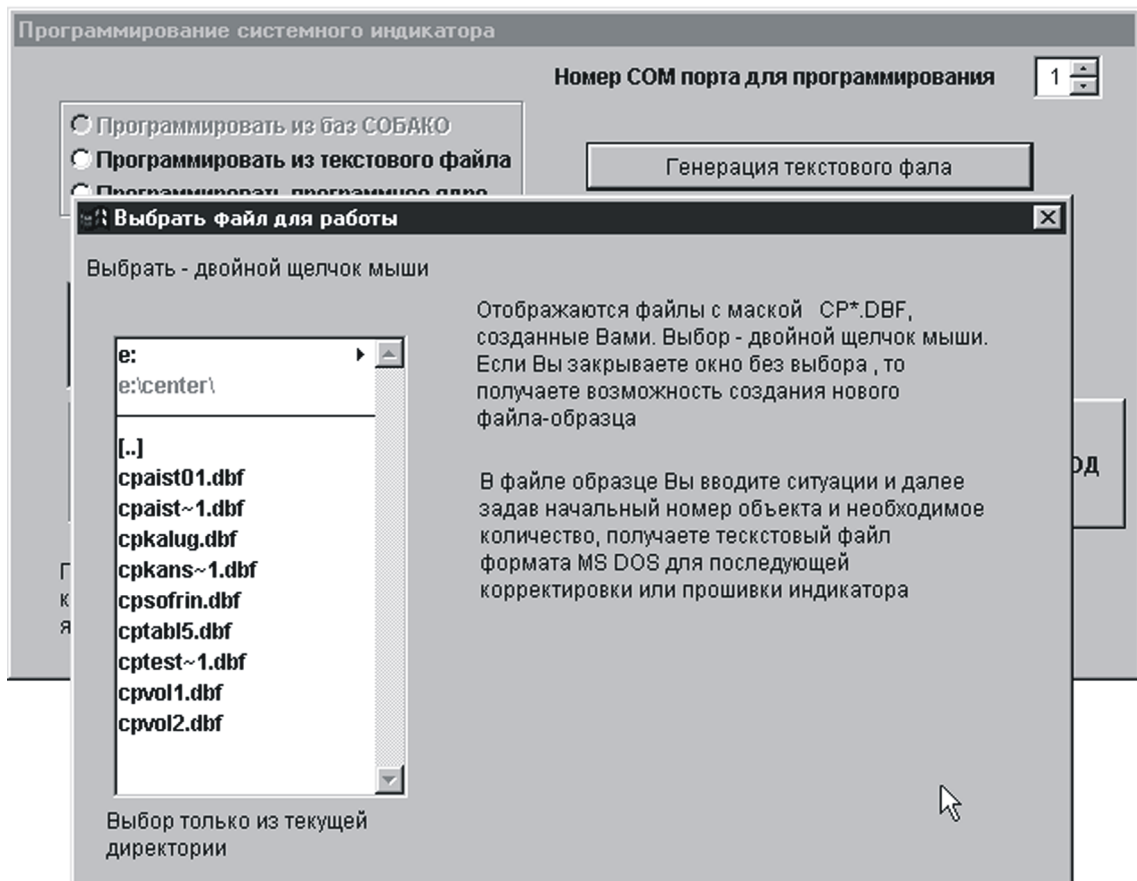 Программирование системного индикатора
Номер COM порта для программирования
1
Программировать из баз СОБАКО
Программировать из текстового файла
Программировать программное ядро
Генерация текстового фала
Выбрать файл для работы
Выбрать - двойной щелчок мыши
e:
e:\center\
[..]
cpaist01.dbf
cpaist~1.dbf
cpkalug.dbf
cpkans~1.dbf
cpsofrin.dbf
cptabl5.dbf
cptest~1.dbf
cpvol1.dbf
cpvol2.dbf
Выбор только из текущей
директории
Отображаются файлы с маской CP*.DBF,
созданные Вами. Выбор - двойной щелчок мыши.
Если Вы закрываете окно без выбора , то
получаете возможность создания нового
файла-образца
В файле образце Вы вводите ситуации и далее
задав начальный номер объекта и необходимое
количество, получаете тескстовый файл
формата MS DOS для последующей
корректировки или прошивки индикатора